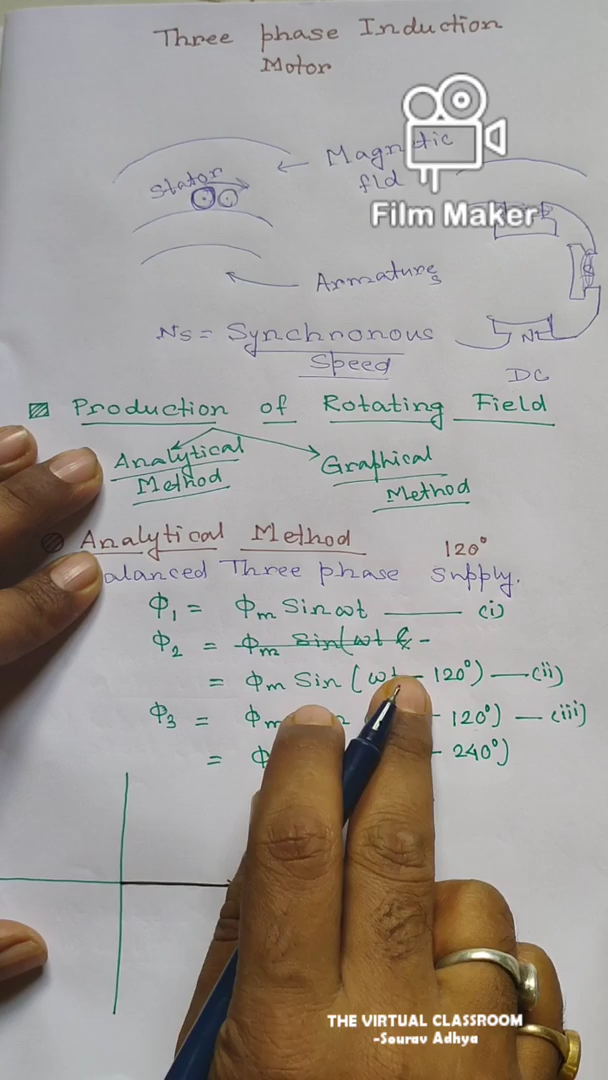 Three phase Induction
Motor
Magnetic
fld
Stator
Film Maker
Armatures
Ns = Synchronous
Speed
N
DC
Production of Rotating Field
Analytical
Method
Graphical
Method
Analytical Method
120°
alanced Three phase Supply.
Φ1 = Φm Sin ωt —— (i)
Φ2 = Φm Sin(ωt & -
= Φm Sin (ωt - 120°) — (ii)
Φ3 = Φm - 120°) — (iii)
= Φ - 240°)
THE VIRTUAL CLASSROOM
-Sourav Adhya